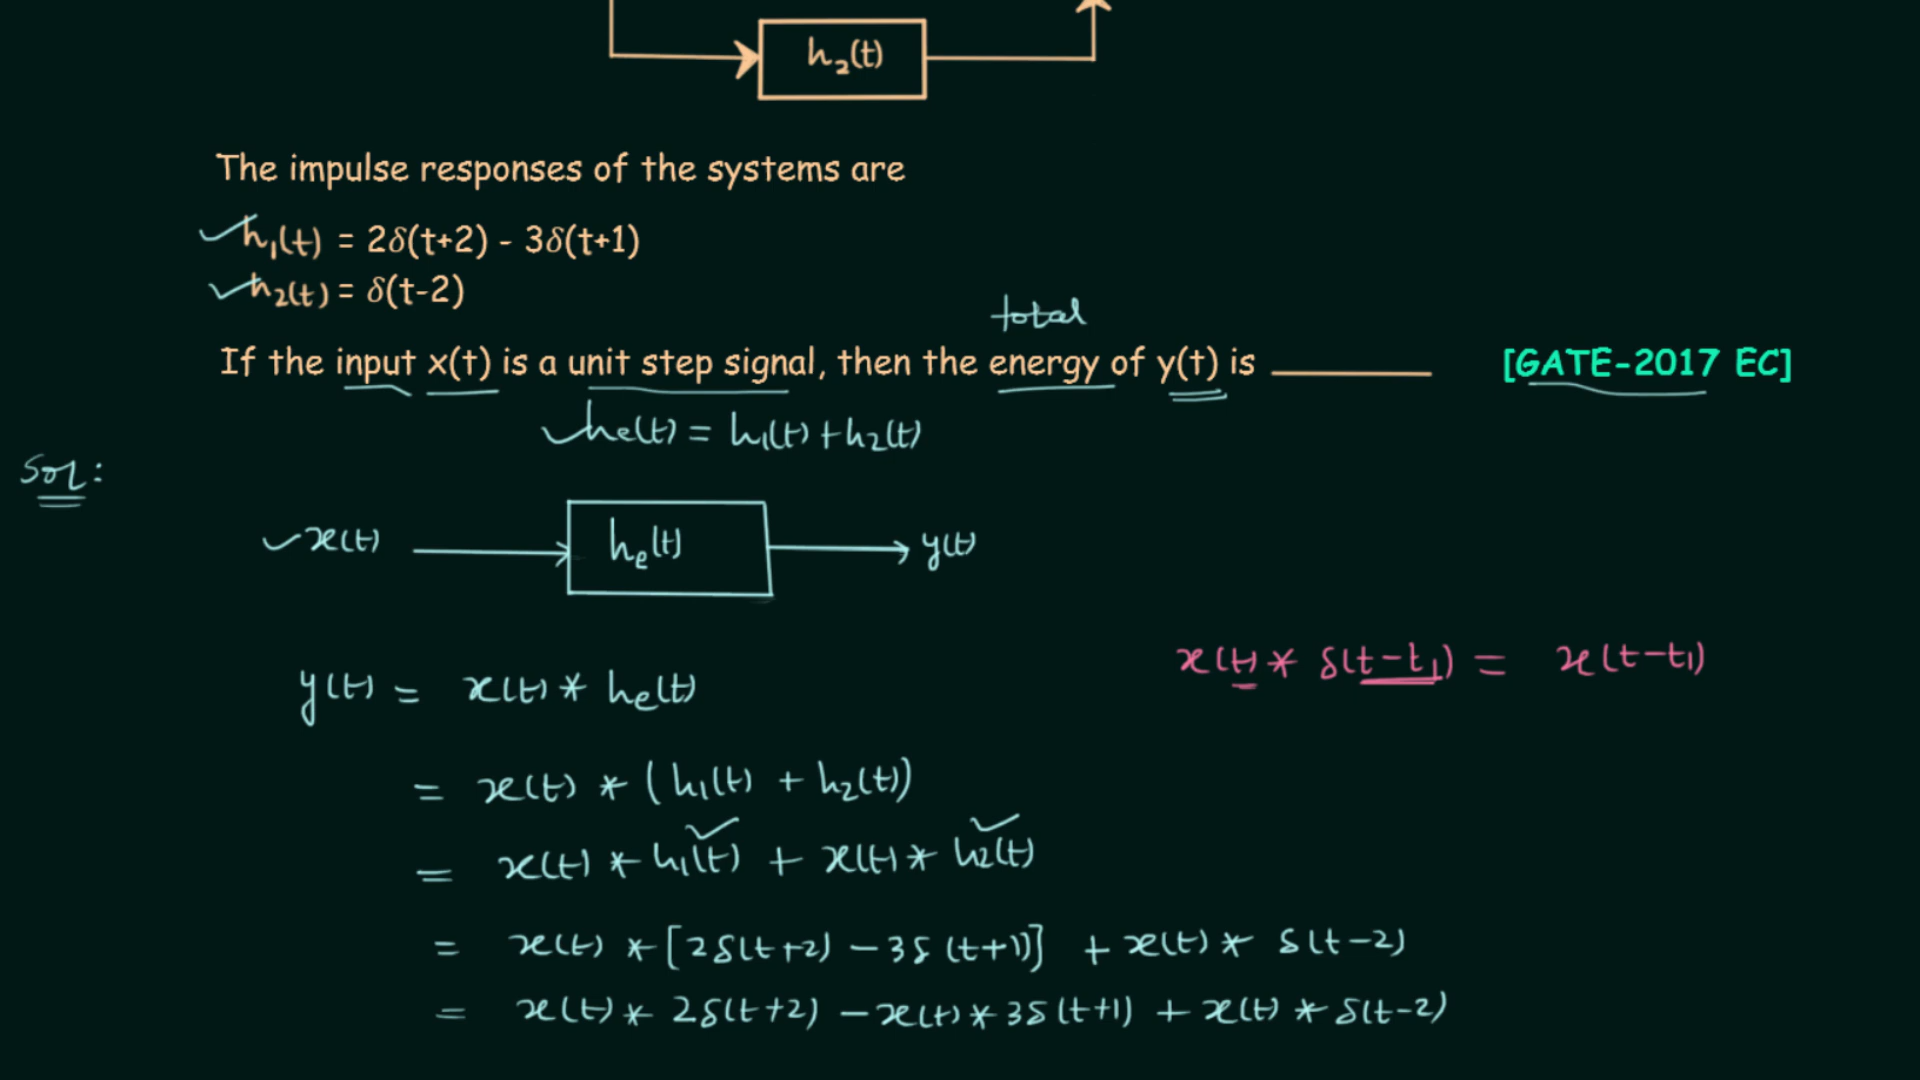 h₂(t)
The impulse responses of the systems are
h₁(t) = 2δ(t+2) - 3δ(t+1)
h₂(t) = δ(t-2)
total
If the input x(t) is a unit step signal, then the energy of y(t) is ________ [GATE-2017 EC]
he(t) = h₁(t) + h₂(t)
Sol:
x(t) hₑ(t) y(t)
x(t) * δ(t-t₁) = x(t-t₁)
y(t) = x(t) * he(t)
= x(t) * (h₁(t) + h₂(t))
= x(t) * h₁(t) + x(t) * h₂(t)
= x(t) * [2δ(t+2) - 3δ(t+1)] + x(t) * δ(t-2)
= x(t) * 2δ(t+2) - x(t) * 3δ(t+1) + x(t) * δ(t-2)